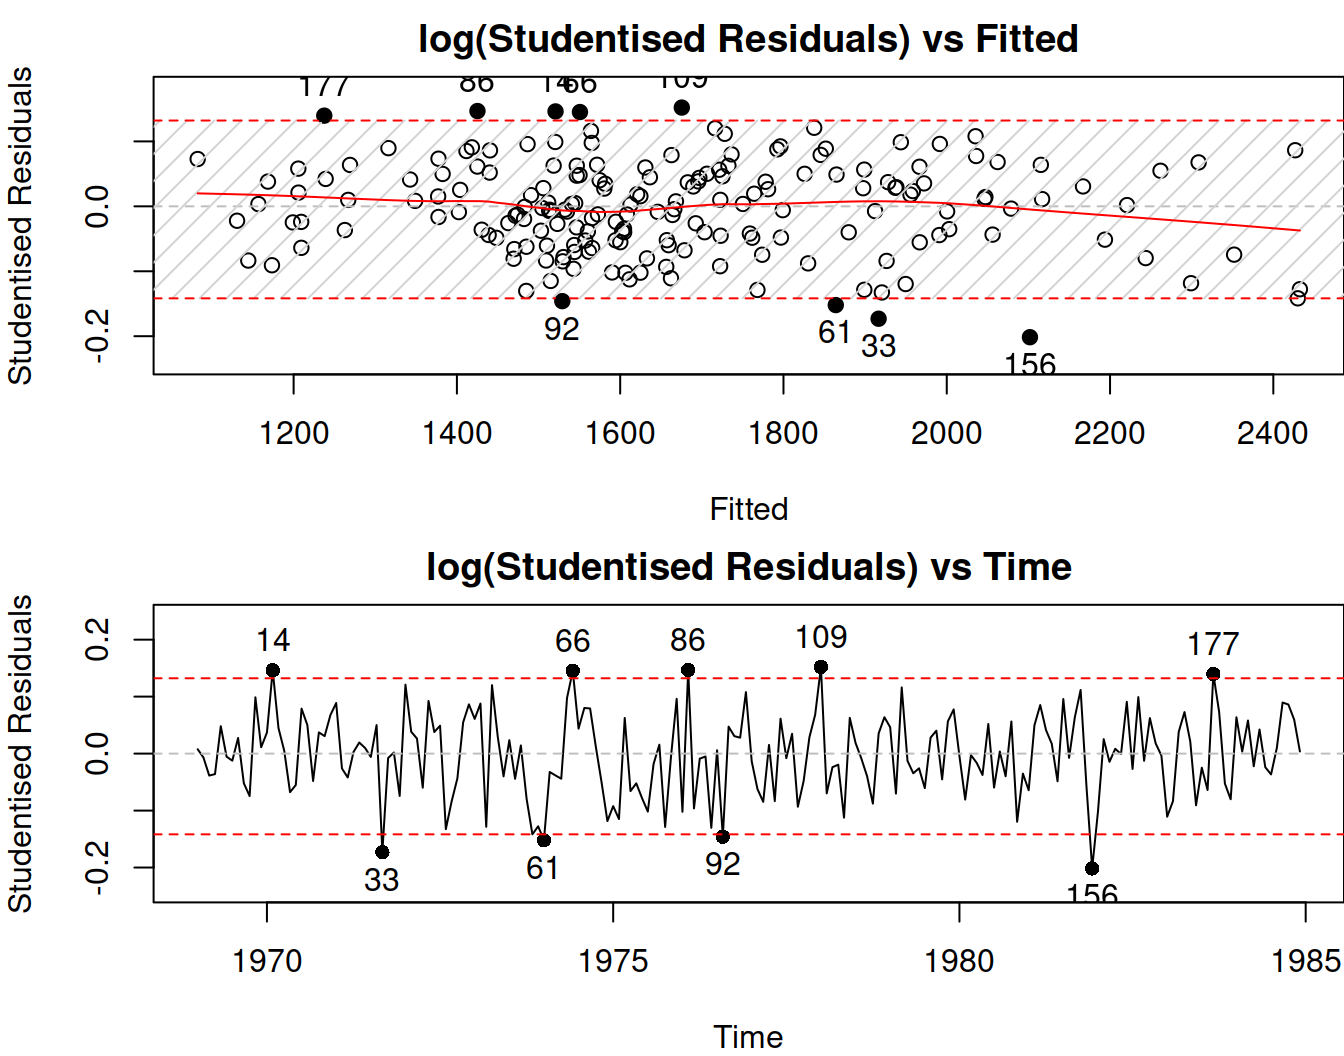 log(Studentised Residuals) vs Fitted
Studentised Residuals
0.0
-0.2
177
86
14
66
109
92
61
33
156
1200 1400 1600 1800 2000 2200 2400
Fitted
log(Studentised Residuals) vs Time
Studentised Residuals
0.2
0.0
-0.2
14
66
86
109
177
33
61
92
156
1970 1975 1980 1985
Time